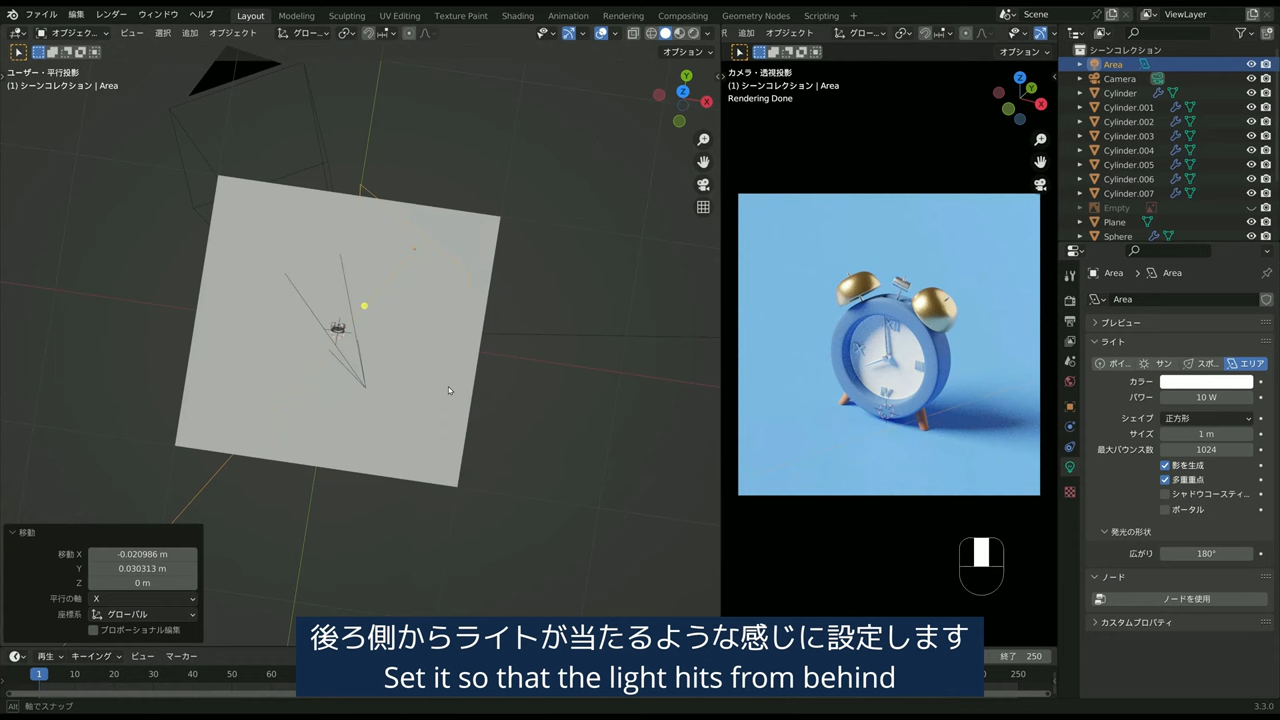 ファイル 編集 レンダー ウィンドウ ヘルプ Layout Modeling Sculpting UV Editing Texture Paint Shading Animation Rendering Compositing Geometry Nodes Scripting + Scene ViewLayer
オブジェク... ビュー 選択 追加 オブジェクト グロー... 追加 オブジェクト グロー...
オプション オプション
ユーザー・平行投影
(1) シーンコレクション | Area
カメラ・透視投影
(1) シーンコレクション | Area
Rendering Done
Y
Z
X
Z
Y
X
シーンコレクション
Area
Camera
Cylinder
Cylinder.001
Cylinder.002
Cylinder.003
Cylinder.004
Cylinder.005
Cylinder.006
Cylinder.007
Empty
Plane
Sphere
Area > Area
Area
プレビュー
ライト
ポイ... サン スポ... エリア
カラー
パワー 10 W
シェイプ 正方形
サイズ 1 m
最大バウンス数 1024
影を生成
多重重点
シャドウコースティ...
ポータル
発光の形状
広がり 180°
ノード
ノードを使用
カスタムプロパティ
移動
移動 X -0.020986 m
Y 0.030313 m
Z 0 m
平行の軸 X
座標系 グローバル
プロポーショナル編集
後ろ側からライトが当たるような感じに設定します
Set it so that the light hits from behind
再生 キーイング ビュー マーカー 終了 250
1 250
Alt 軸でスナップ 3.3.0